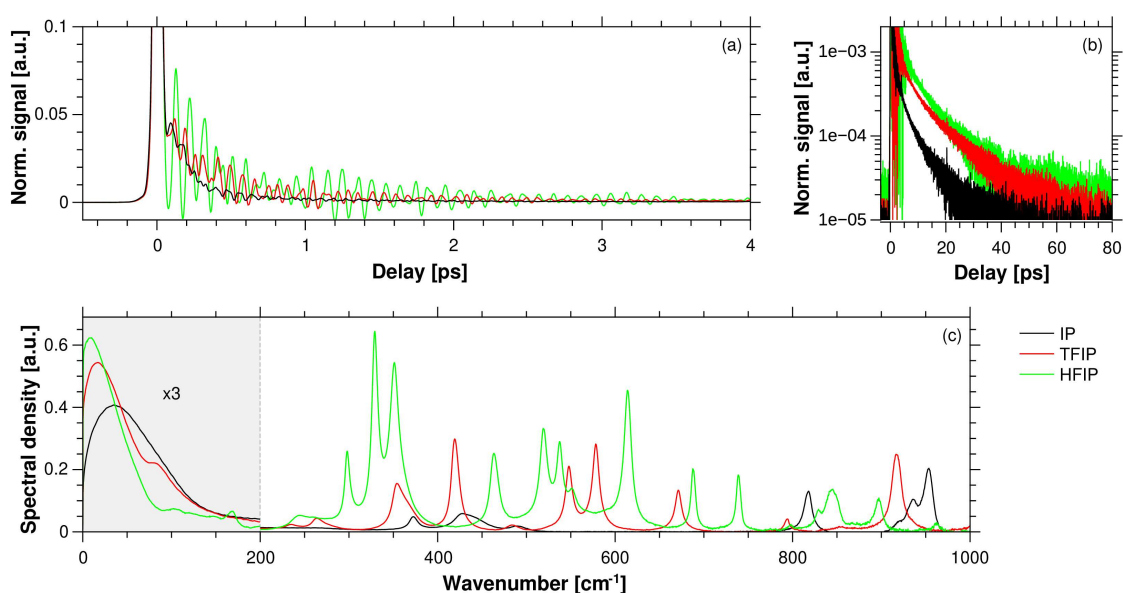 0.1
0.05
0
Norm. signal [a.u.]
(a)
0 1 2 3 4
Delay [ps]
1e−03
1e−04
1e−05
Norm. signal [a.u.]
(b)
0 20 40 60 80
Delay [ps]
0.6
0.4
0.2
0
Spectral density [a.u.]
x3
(c)
0 200 400 600 800 1000
Wavenumber [cm-1]
IP
TFIP
HFIP